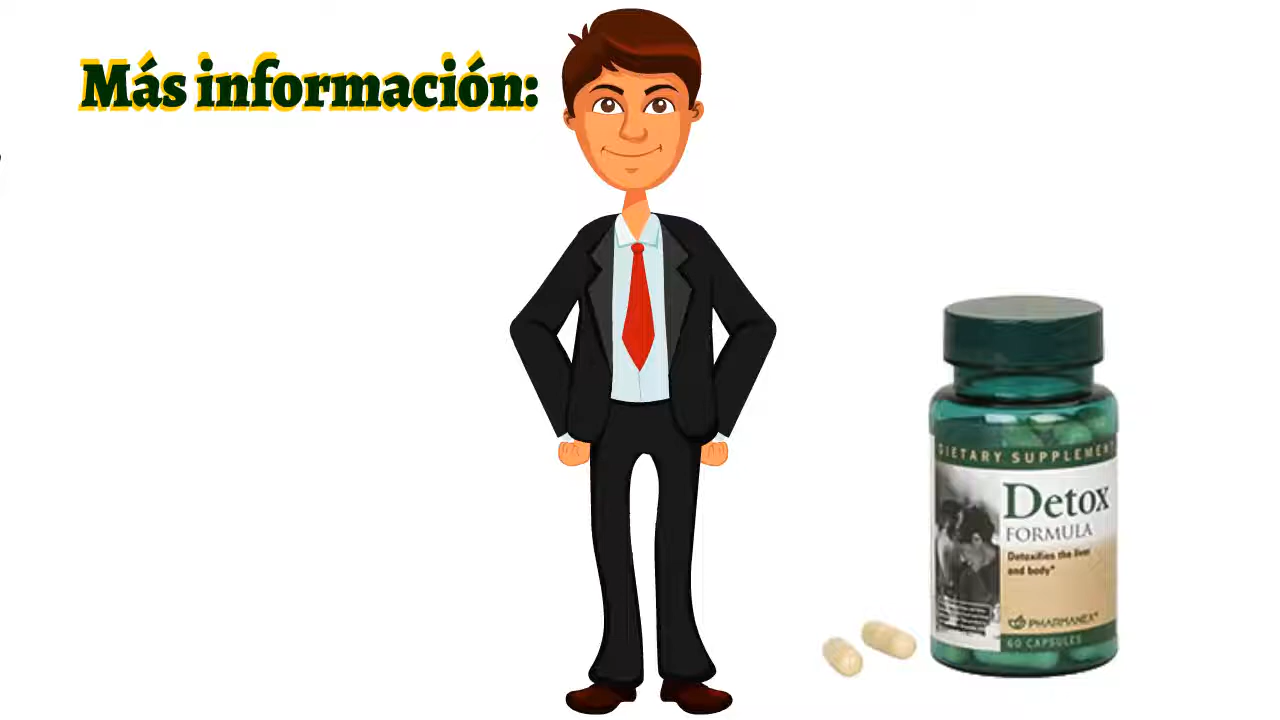 Más información:
DIETARY SUPPLEMENT
Detox
FORMULA
Detoxifies the liver
and body*
PHARMANEX®
60 CAPSULES